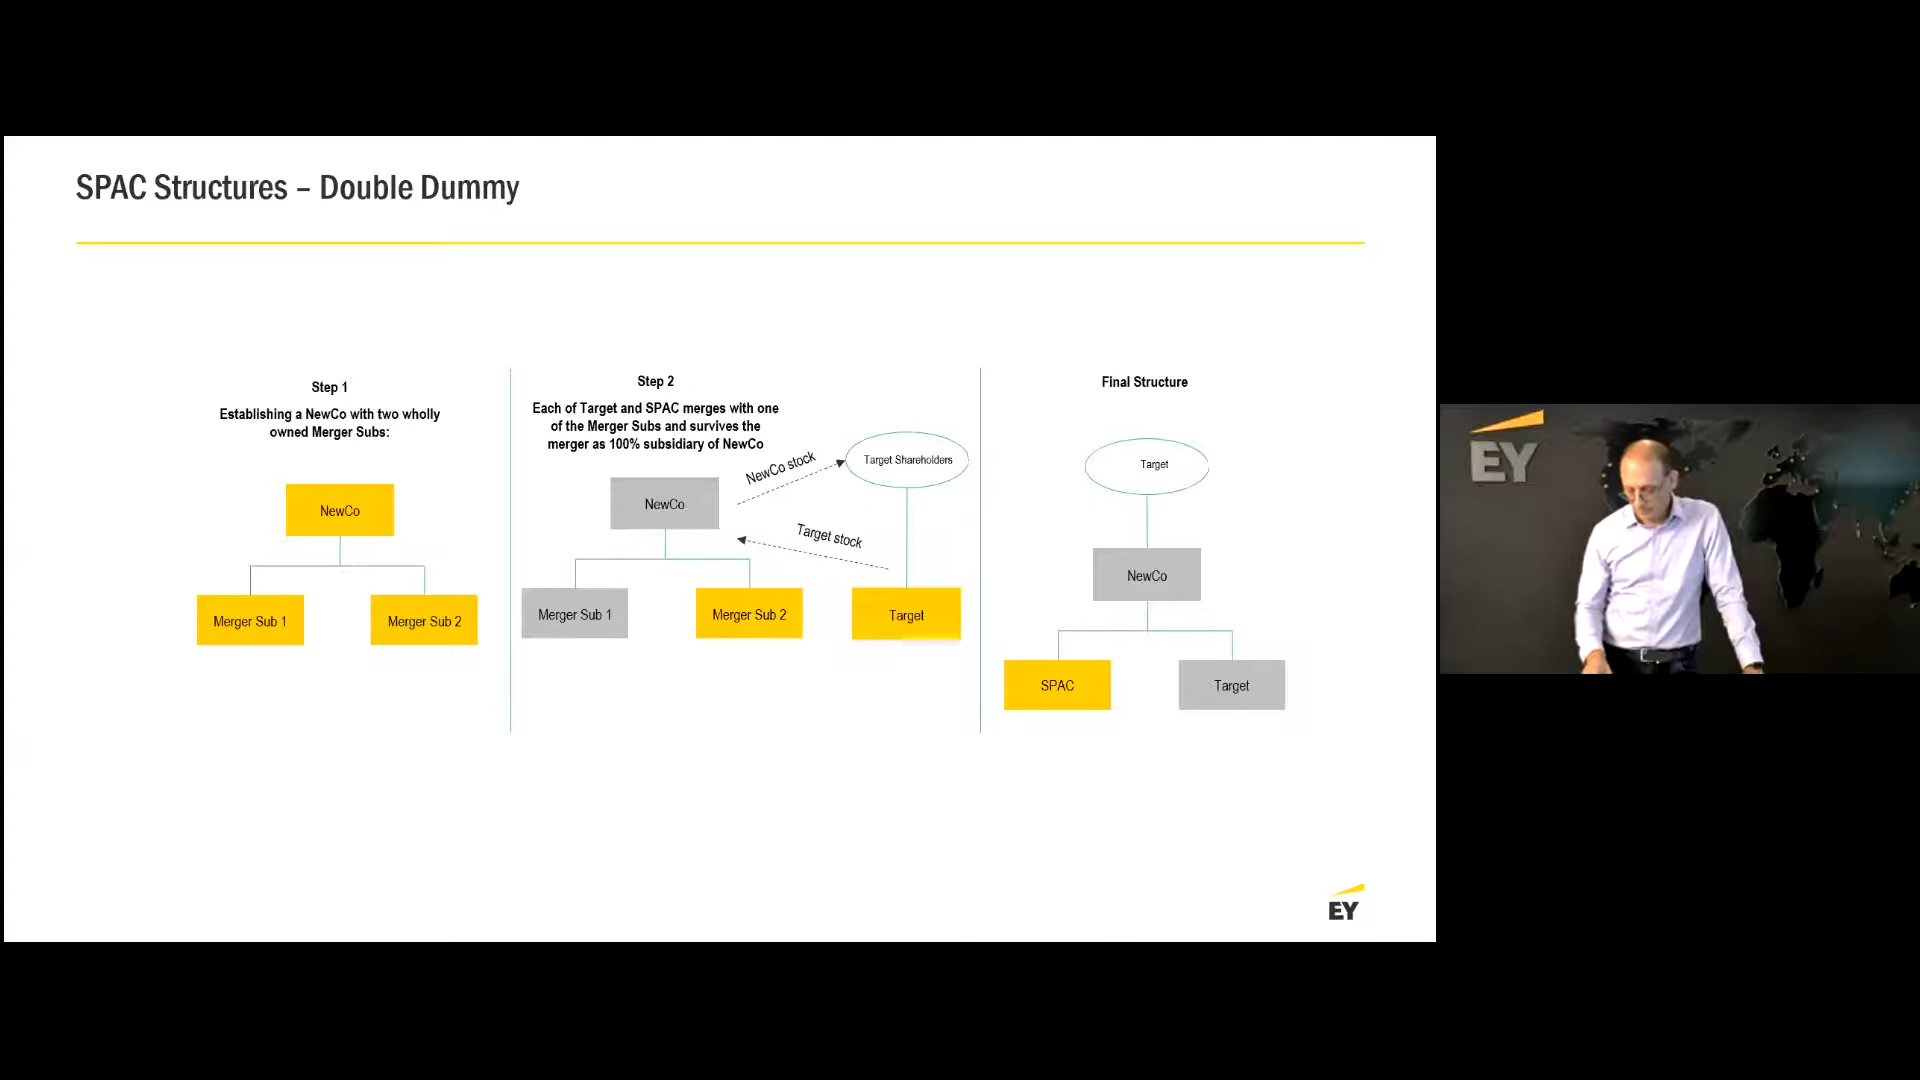 SPAC Structures – Double Dummy
Step 1
Establishing a NewCo with two wholly
owned Merger Subs:
NewCo
Merger Sub 1
Merger Sub 2
Step 2
Each of Target and SPAC merges with one
of the Merger Subs and survives the
merger as 100% subsidiary of NewCo
NewCo stock
Target Shareholders
NewCo
Target stock
Merger Sub 1
Merger Sub 2
Target
Final Structure
Target
NewCo
SPAC
Target
EY
EY